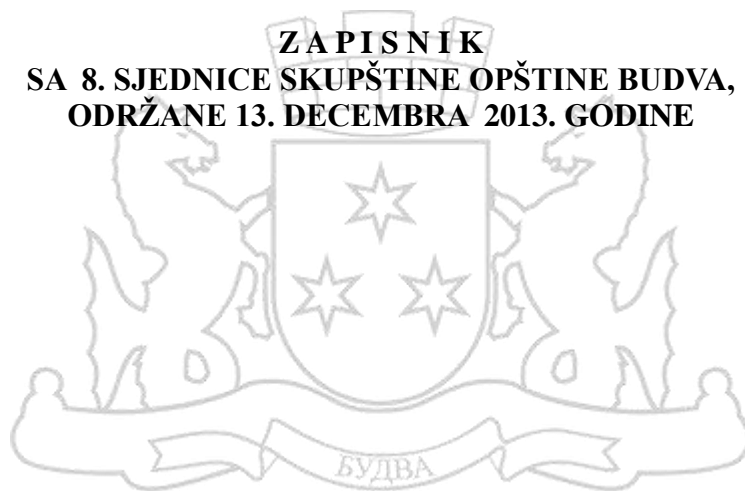 Z A P I S N I K
SA 8. SJEDNICE SKUPŠTINE OPŠTINE BUDVA,
ODRŽANE 13. DECEMBRA 2013. GODINE
БУДВА